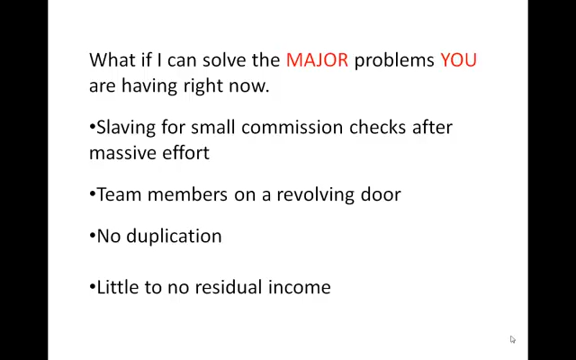 What if I can solve the MAJOR problems YOU
are having right now.
•Slaving for small commission checks after
massive effort
•Team members on a revolving door
•No duplication
•Little to no residual income